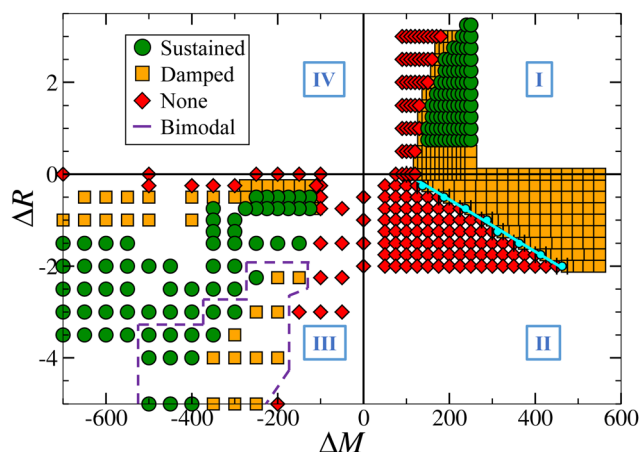 Sustained
Damped
None
Bimodal
IV
I
III
II
2
0
-2
-4
ΔR
-600
-400
-200
0
200
400
600
ΔM